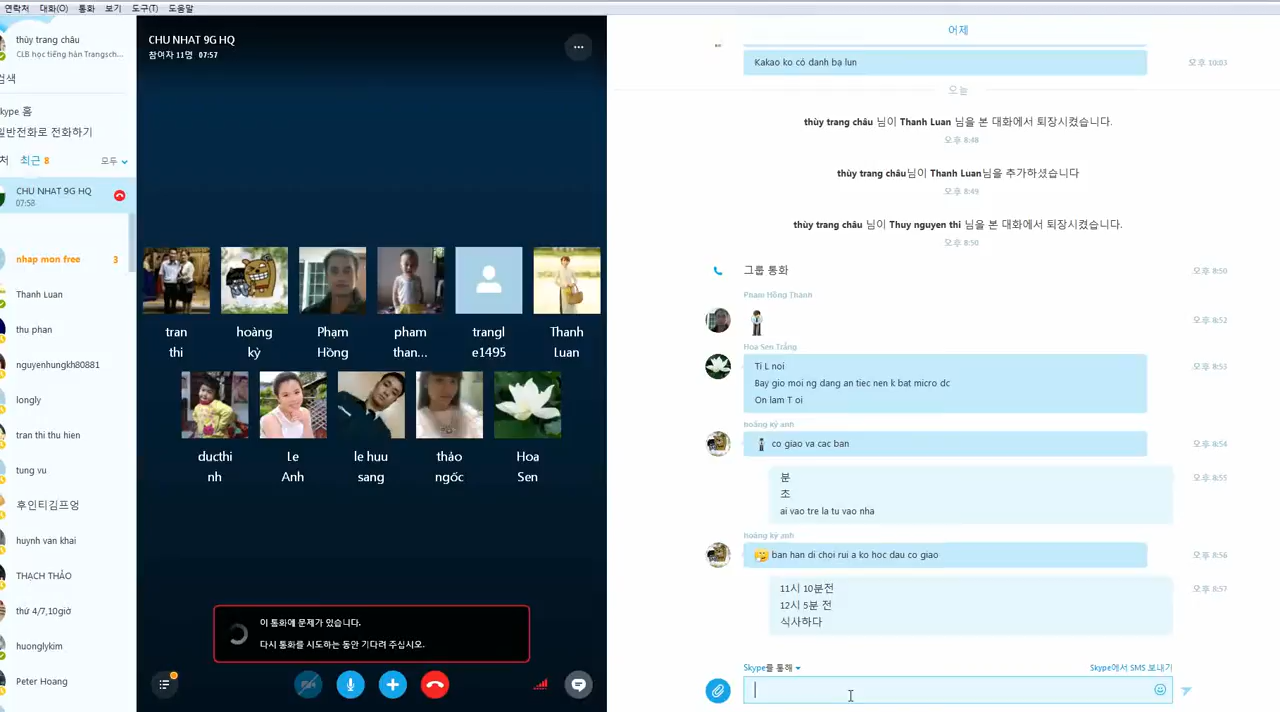 연락처 대화(O) 통화 보기 도구(T) 도움말
thùy trang châu
CLB học tiếng hàn Trangsch...
검색
Skype 홈
일반전화로 전화하기
최근 8 모두
CHU NHAT 9G HQ
07:58
nhap mon free 3
Thanh Luan
thu phan
nguyenhungkh80881
longly
tran thi thu hien
tung vu
후인티김프엉
huynh van khai
THẠCH THẢO
thứ 4/7,10giờ
huonglykim
Peter Hoang
CHU NHAT 9G HQ
참여자 11명 07:57
tran thi
hoàng kỳ
Phạm Hồng
pham than...
trangl e1495
Thanh Luan
ducthi nh
Le Anh
le huu sang
thảo ngốc
Hoa Sen
이 통화에 문제가 있습니다.
다시 통화를 시도하는 동안 기다려 주십시오.
어제
Kakao ko có danh bạ lun 오후 10:03
오늘
thùy trang châu 님이 Thanh Luan 님을 본 대화에서 퇴장시켰습니다.
오후 8:48
thùy trang châu님이 Thanh Luan님을 추가하셨습니다
오후 8:49
thùy trang châu 님이 Thuy nguyen thi 님을 본 대화에서 퇴장시켰습니다.
오후 8:50
그룹 통화 오후 8:50
Phạm Hồng Thanh
오후 8:52
Hoa Sen Trắng
Ti L noi 오후 8:53
Bay gio moi ng dang an tiec nen k bat micro dc
On lam T oi
hoàng kỳ anh
co giao va cac ban 오후 8:54
분 오후 8:55
초
ai vao tre la tu vao nha
hoàng kỳ anh
ban han di choi rui a ko hoc dau co giao 오후 8:56
11시 10분전 오후 8:57
12시 5분 전
식사하다
Skype를 통해 Skype에서 SMS 보내기